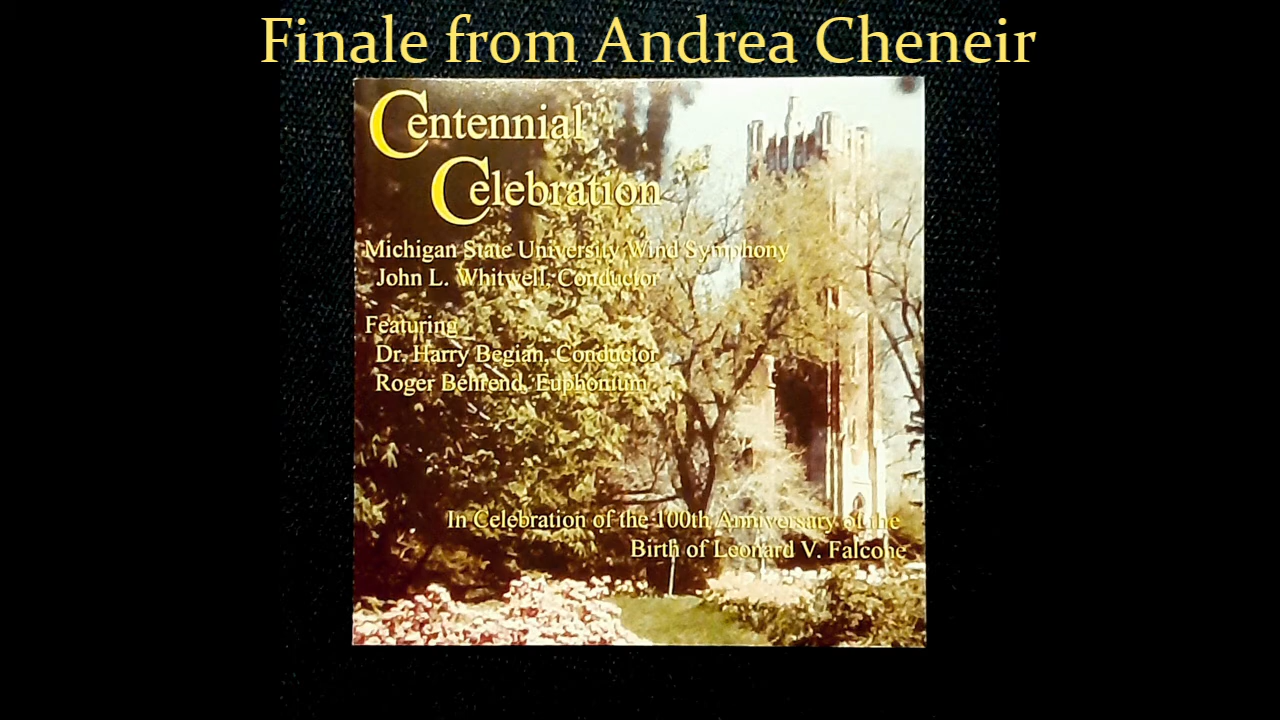 Finale from Andrea Cheneir
Centennial
Celebration
Michigan State University Wind Symphony
John L. Whitwell, Conductor
Featuring
Dr. Harry Begian, Conductor
Roger Behrend, Euphonium
In Celebration of the 100th Anniversary of the
Birth of Leonard V. Falcone